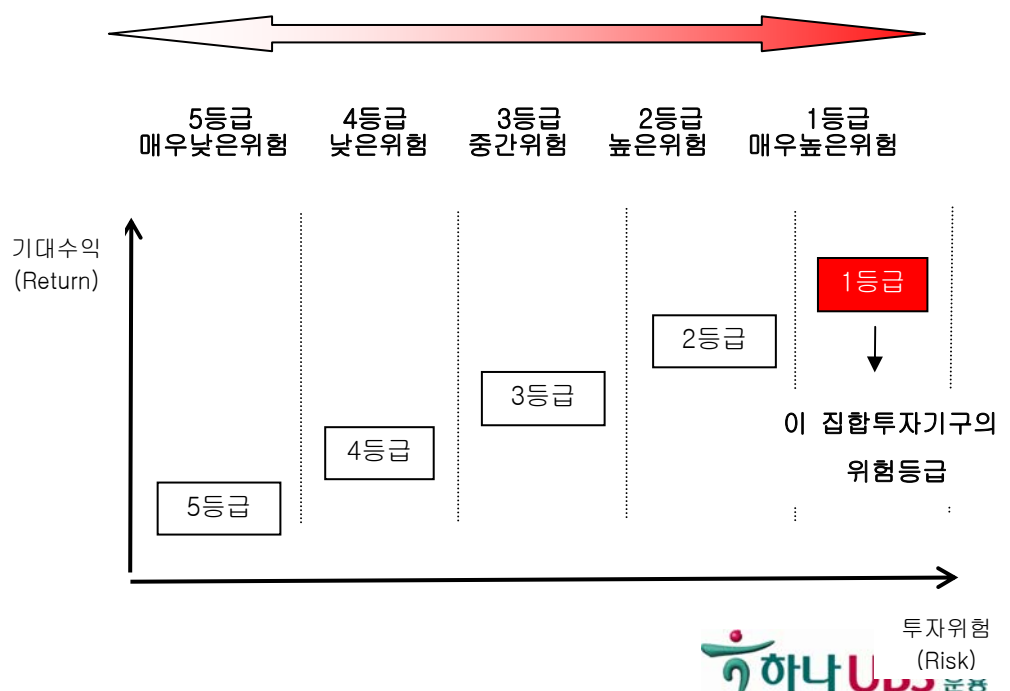 5등급
매우낮은위험
4등급
낮은위험
3등급
중간위험
2등급
높은위험
1등급
매우높은위험
기대수익
(Return)
1등급
2등급
3등급
4등급
5등급
이 집합투자기구의
위험등급
투자위험
(Risk)
하나 UBS 운용